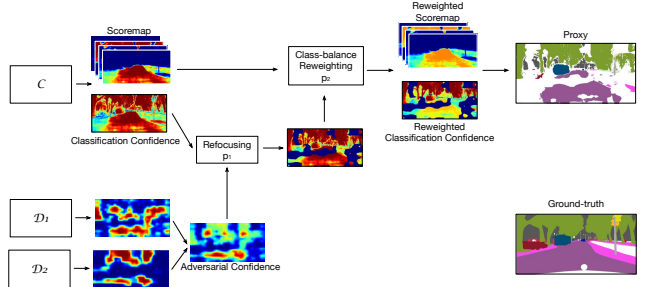 Scoremap
Reweighted
Scoremap
Proxy
C
Class-balance
Reweighting
p2
Classification Confidence
Refocusing
p1
Reweighted
Classification Confidence
D1
D2
Adversarial Confidence
Ground-truth